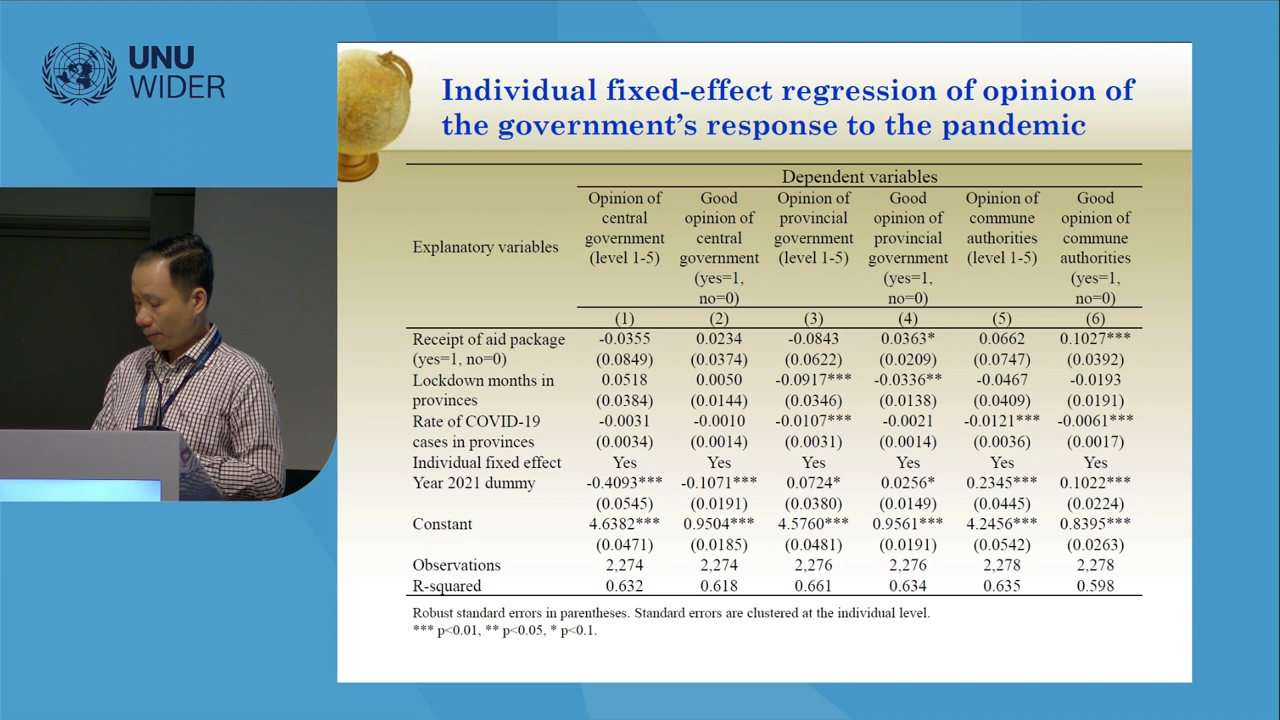 UNU
WIDER
Individual fixed-effect regression of opinion of
the government's response to the pandemic
Dependent variables
Explanatory variables
Opinion of central government (level 1-5)
Good opinion of central government (yes=1, no=0)
Opinion of provincial government (level 1-5)
Good opinion of provincial government (yes=1, no=0)
Opinion of commune authorities (level 1-5)
Good opinion of commune authorities (yes=1, no=0)
(1) (2) (3) (4) (5) (6)
Receipt of aid package -0.0355 0.0234 -0.0843 0.0363* 0.0662 0.1027***
(yes=1, no=0) (0.0849) (0.0374) (0.0622) (0.0209) (0.0747) (0.0392)
Lockdown months in 0.0518 0.0050 -0.0917*** -0.0336** -0.0467 -0.0193
provinces (0.0384) (0.0144) (0.0346) (0.0138) (0.0409) (0.0191)
Rate of COVID-19 -0.0031 -0.0010 -0.0107*** -0.0021 -0.0121*** -0.0061***
cases in provinces (0.0034) (0.0014) (0.0031) (0.0014) (0.0036) (0.0017)
Individual fixed effect Yes Yes Yes Yes Yes Yes
Year 2021 dummy -0.4093*** -0.1071*** 0.0724* 0.0256* 0.2345*** 0.1022***
(0.0545) (0.0191) (0.0380) (0.0149) (0.0445) (0.0224)
Constant 4.6382*** 0.9504*** 4.5760*** 0.9561*** 4.2456*** 0.8395***
(0.0471) (0.0185) (0.0481) (0.0191) (0.0542) (0.0263)
Observations 2,274 2,274 2,276 2,276 2,278 2,278
R-squared 0.632 0.618 0.661 0.634 0.635 0.598
Robust standard errors in parentheses. Standard errors are clustered at the individual level.
*** p<0.01, ** p<0.05, * p<0.1.